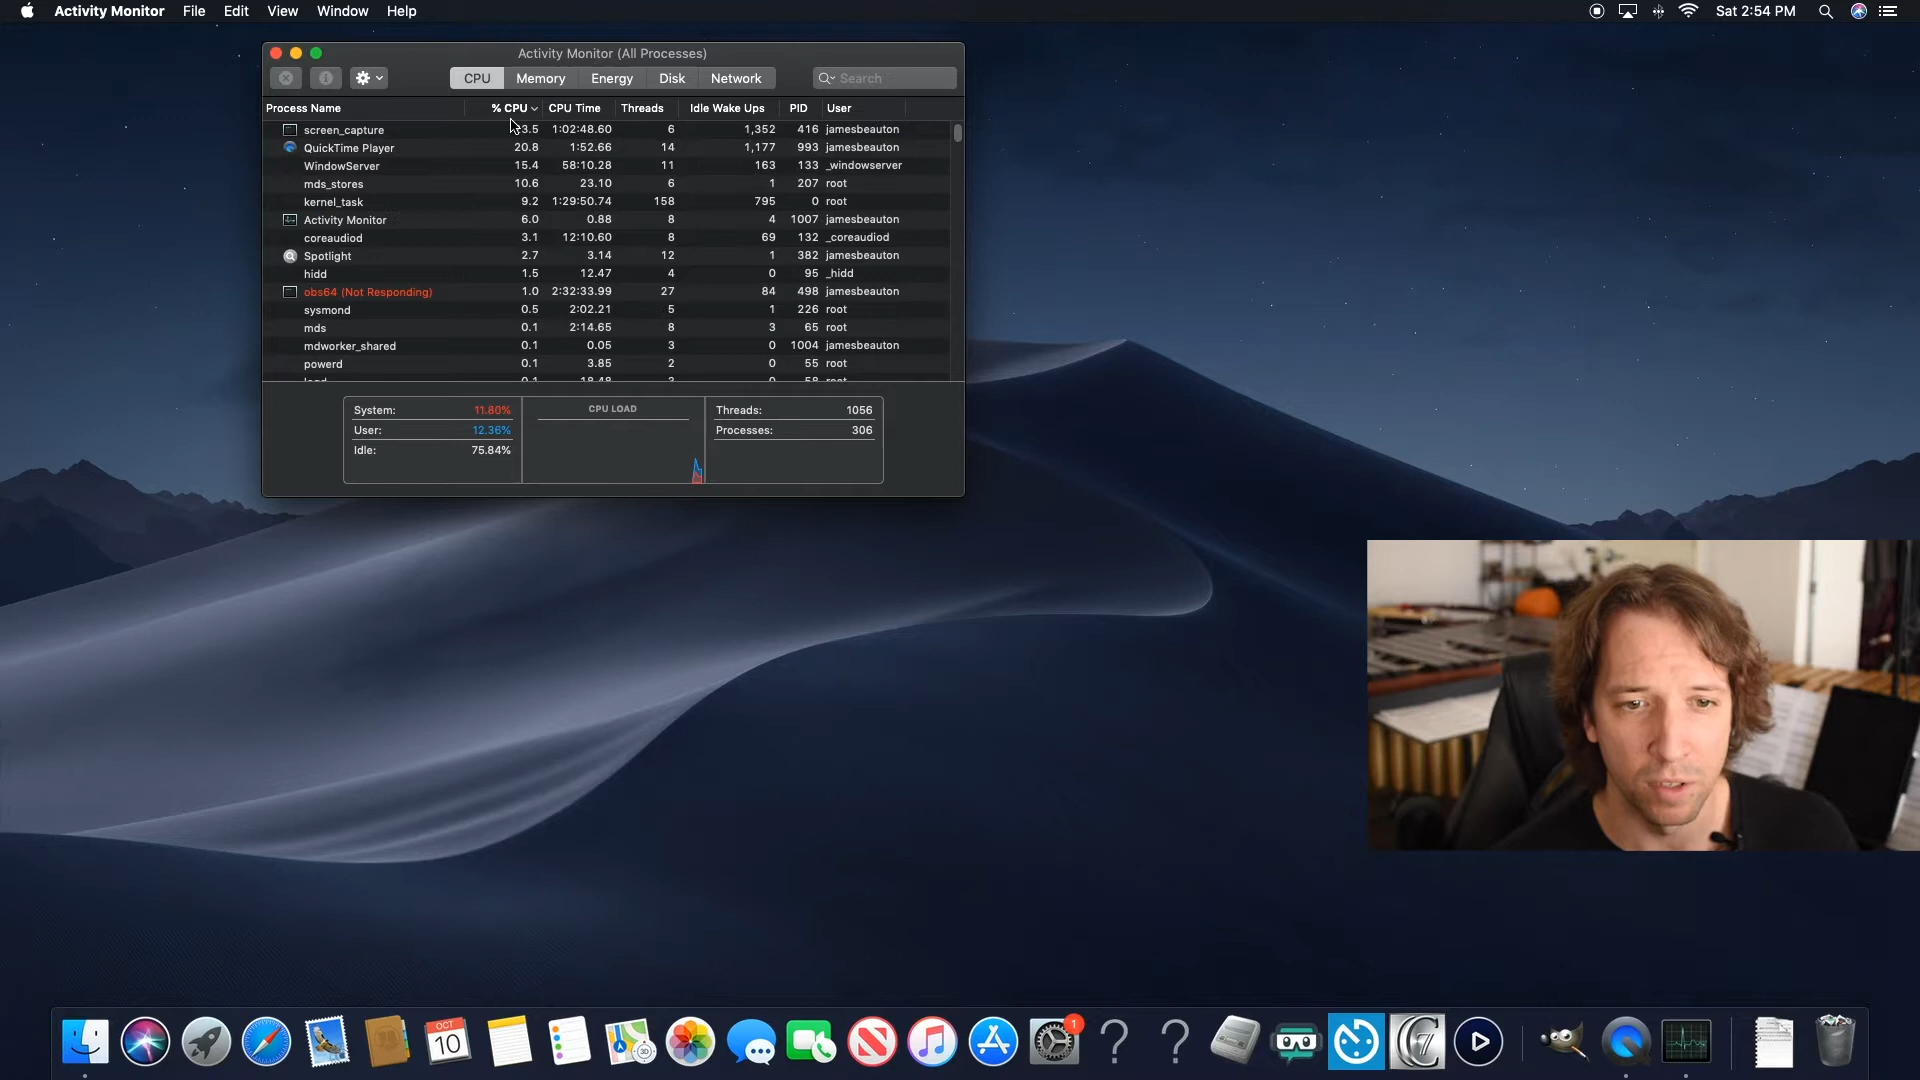 Activity Monitor File Edit View Window Help Sat 2:54 PM
Activity Monitor (All Processes)
CPU Memory Energy Disk Network Search
Process Name % CPU CPU Time Threads Idle Wake Ups PID User
screen_capture 3.5 1:02:48.60 6 1,352 416 jamesbeauton
QuickTime Player 20.8 1:52.66 14 1,177 993 jamesbeauton
WindowServer 15.4 58:10.28 11 163 133 _windowserver
mds_stores 10.6 23.10 6 1 207 root
kernel_task 9.2 1:29:50.74 158 795 0 root
Activity Monitor 6.0 0.88 8 4 1007 jamesbeauton
coreaudiod 3.1 12:10.60 8 69 132 _coreaudiod
Spotlight 2.7 3.14 12 1 382 jamesbeauton
hidd 1.5 12.47 4 0 95 _hidd
obs64 (Not Responding) 1.0 2:32:33.99 27 84 498 jamesbeauton
sysmond 0.5 2:02.21 5 1 226 root
mds 0.1 2:14.65 8 3 65 root
mdworker_shared 0.1 0.05 3 0 1004 jamesbeauton
powerd 0.1 3.85 2 0 55 root
System: 11.80% CPU LOAD Threads: 1056
User: 12.36% Processes: 306
Idle: 75.84%
OCT
10
3D
1
? ?